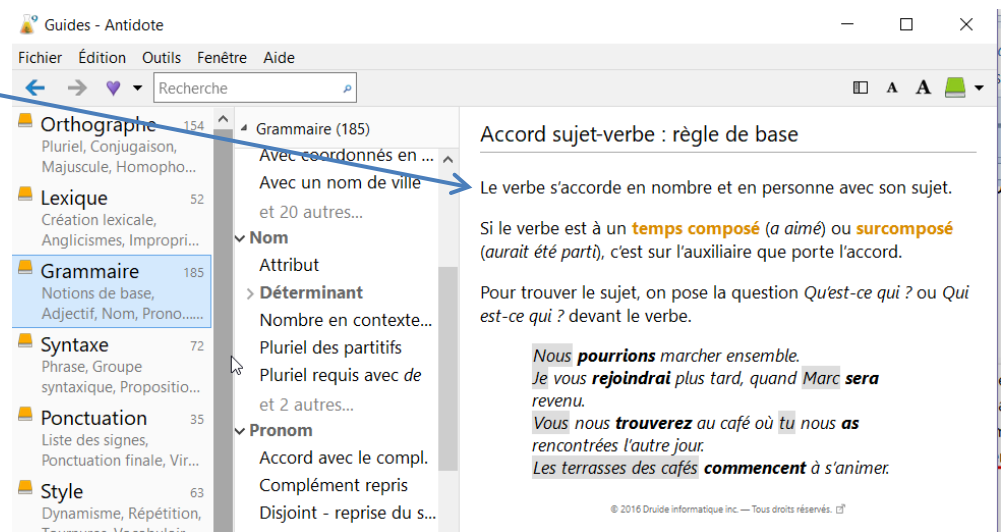 Guides - Antidote
Fichier Édition Outils Fenêtre Aide
Recherche
A A
Orthographe 154
Pluriel, Conjugaison,
Majuscule, Homopho...
Lexique 52
Création lexicale,
Anglicismes, Impropri...
Grammaire 185
Notions de base,
Adjectif, Nom, Prono......
Syntaxe 72
Phrase, Groupe
syntaxique, Propositio...
Ponctuation 35
Liste des signes,
Ponctuation finale, Vir...
Style 63
Dynamisme, Répétition,
Grammaire (185)
Avec coordonnés en ...
Avec un nom de ville
et 20 autres...
Nom
Attribut
Déterminant
Nombre en contexte...
Pluriel des partitifs
Pluriel requis avec de
et 2 autres...
Pronom
Accord avec le compl.
Complément repris
Disjoint - reprise du s...
Accord sujet-verbe : règle de base
Le verbe s’accorde en nombre et en personne avec son sujet.
Si le verbe est à un temps composé (a aimé) ou surcomposé
(aurait été parti), c’est sur l’auxiliaire que porte l’accord.
Pour trouver le sujet, on pose la question Qu’est-ce qui ? ou Qui
est-ce qui ? devant le verbe.
Nous pourrions marcher ensemble.
Je vous rejoindrai plus tard, quand Marc sera
revenu.
Vous nous trouverez au café où tu nous as
rencontrées l’autre jour.
Les terrasses des cafés commencent à s’animer.
© 2016 Druide informatique inc. — Tous droits réservés.